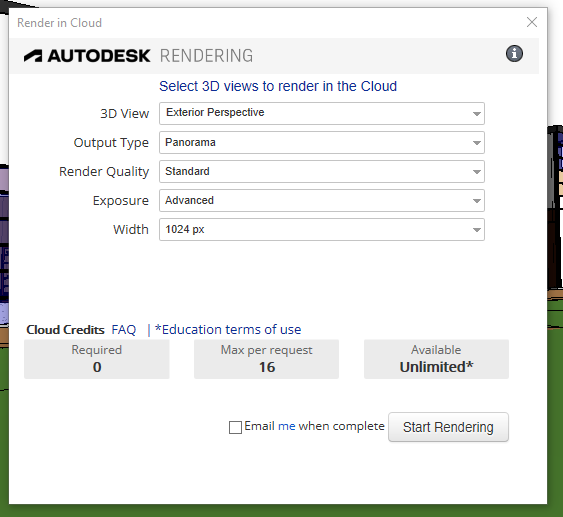 Render in Cloud
AUTODESK RENDERING
Select 3D views to render in the Cloud
3D View Exterior Perspective
Output Type Panorama
Render Quality Standard
Exposure Advanced
Width 1024 px
Cloud Credits FAQ | *Education terms of use
Required Max per request Available
0 16 Unlimited*
Email me when complete Start Rendering